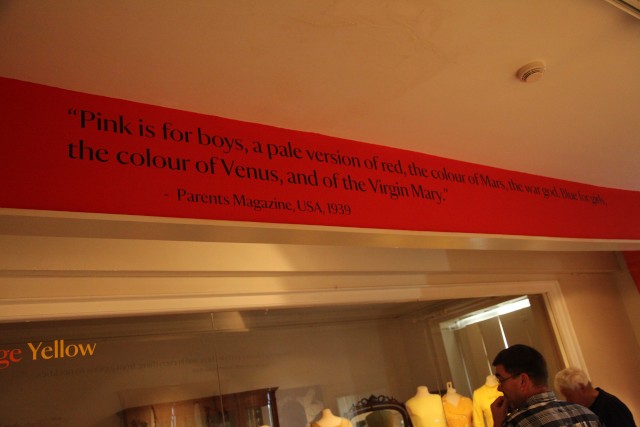 “Pink is for boys, a pale version of red, the colour of Mars, the war god. Blue for girls,
the colour of Venus, and of the Virgin Mary.”
- Parents Magazine, USA, 1939
ge Yellow